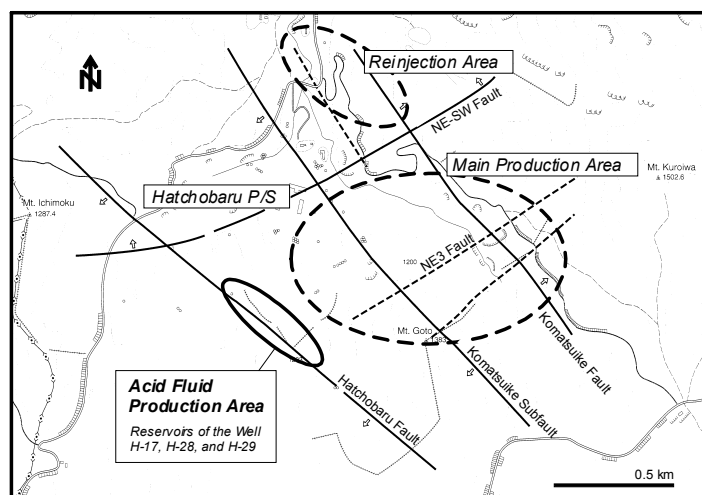 N
Reinjection Area
NE-SW Fault
Main Production Area
Mt. Kuroiwa
1502.6
Hatchobaru P/S
Mt. Ichimoku
1287.4
NE3 Fault
1200
Mt. Goto
Komatsuike Fault
Komatsuike Subfault
Hatchobaru Fault
Acid Fluid
Production Area
Reservoirs of the Well
H-17, H-28, and H-29
0.5 km